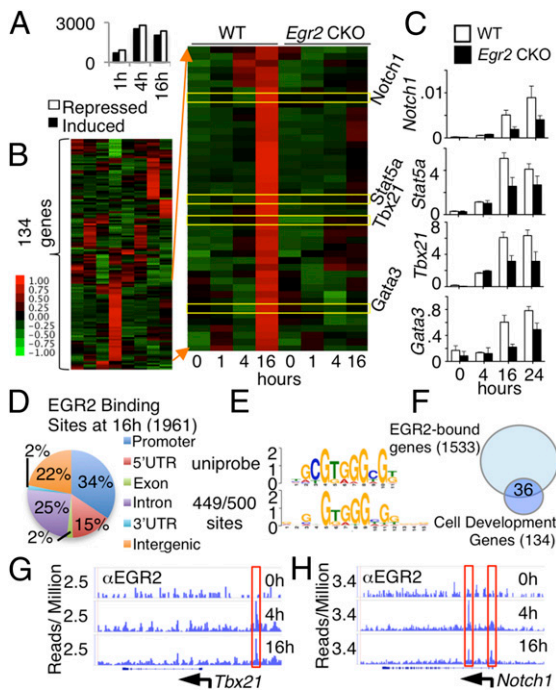 A
3000
0
1h
4h
16h
Repressed
Induced
B
134 genes
1.00
0.75
0.50
0.25
0.00
−0.25
−0.50
−0.75
−1.00
WT
Egr2 CKO
Notch1
Stat5a
Tbx21
Gata3
0 1 4 16 0 1 4 16
hours
C
WT
Egr2 CKO
.01
0
Notch1
6
0
Stat5a
8
0
Tbx21
.8
0
Gata3
0 4 16 24
hours
D
EGR2 Binding
Sites at 16h (1961)
2%
22%
34%
25%
15%
2%
Promoter
5'UTR
Exon
Intron
3'UTR
Intergenic
E
uniprobe
449/500
sites
F
EGR2-bound
genes (1533)
36
Cell Development
Genes (134)
G
αEGR2
Reads/ Million
2.5
0h
2.5
4h
2.5
16h
Tbx21
H
αEGR2
Reads/Million
3.4
0h
3.4
4h
3.4
16h
Notch1